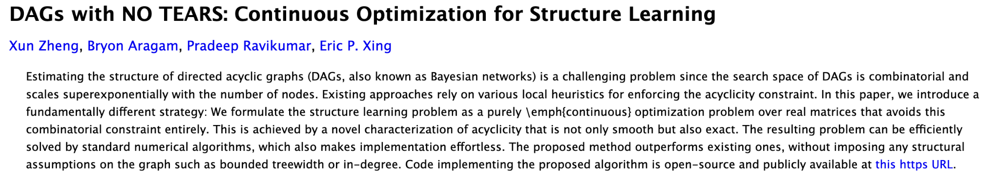 DAGs with NO TEARS: Continuous Optimization for Structure Learning
Xun Zheng, Bryon Aragam, Pradeep Ravikumar, Eric P. Xing
Estimating the structure of directed acyclic graphs (DAGs, also known as Bayesian networks) is a challenging problem since the search space of DAGs is combinatorial and
scales superexponentially with the number of nodes. Existing approaches rely on various local heuristics for enforcing the acyclicity constraint. In this paper, we introduce a
fundamentally different strategy: We formulate the structure learning problem as a purely \emph{continuous} optimization problem over real matrices that avoids this
combinatorial constraint entirely. This is achieved by a novel characterization of acyclicity that is not only smooth but also exact. The resulting problem can be efficiently
solved by standard numerical algorithms, which also makes implementation effortless. The proposed method outperforms existing ones, without imposing any structural
assumptions on the graph such as bounded treewidth or in-degree. Code implementing the proposed algorithm is open-source and publicly available at this https URL.